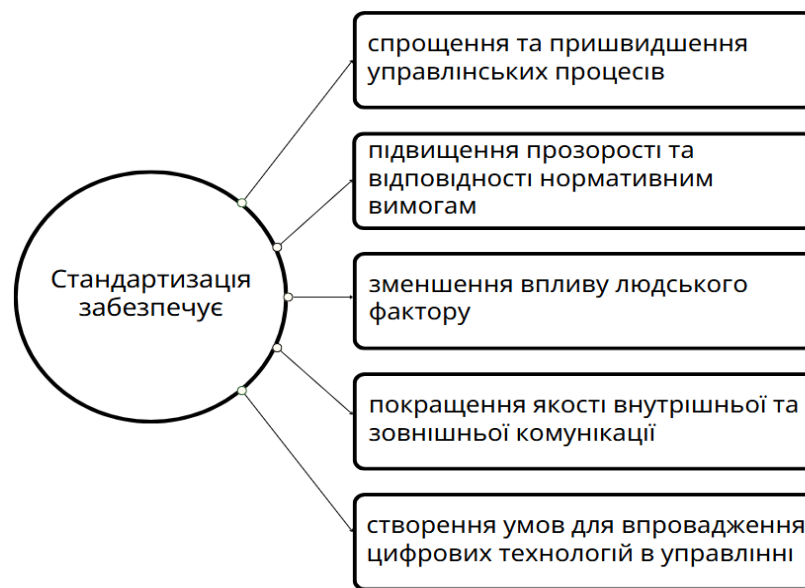 Стандартизація
забезпечує
спрощення та пришвидшення
управлінських процесів
підвищення прозорості та
відповідності нормативним
вимогам
зменшення впливу людського
фактору
покращення якості внутрішньої та
зовнішньої комунікації
створення умов для впровадження
цифрових технологій в управлінні